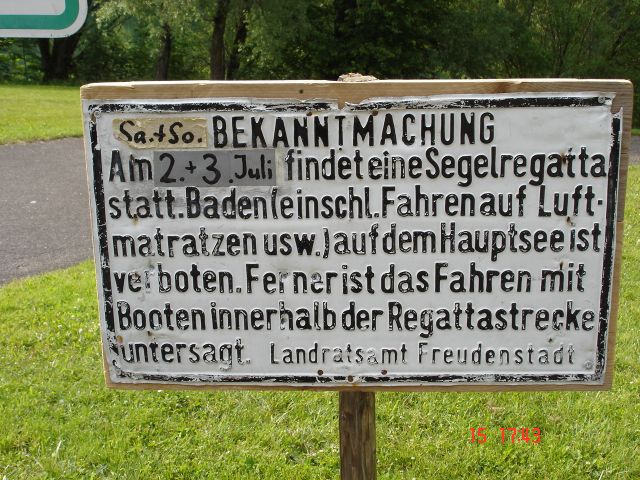 Sa.+So. BEKANNTMACHUNG
Am 2.+3. Juli findet eine Segelregatta
statt. Baden (einschl. Fahren auf Luft-
matratzen usw.) auf dem Hauptsee ist
verboten. Ferner ist das Fahren mit
Booten innerhalb der Regattastrecke
untersagt. Landratsamt Freudenstadt
15 17:43